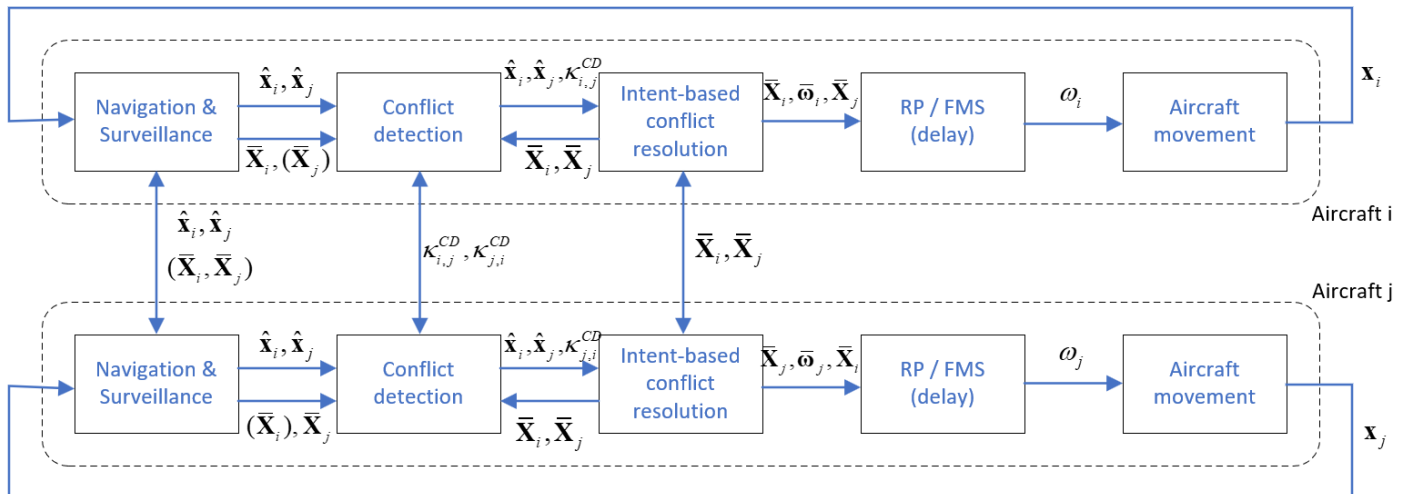 x̂ᵢ, x̂ⱼ
x̂ᵢ, x̂ⱼ, κᵢ,ⱼᶜᴰ
xᵢ
Navigation &
Surveillance
Conflict
detection
Intent-based
conflict
resolution
X̄ᵢ, ω̄ᵢ, X̄ⱼ
RP / FMS
(delay)
ωᵢ
Aircraft
movement
X̄ᵢ, (X̄ⱼ)
X̄ᵢ, X̄ⱼ
Aircraft i
x̂ᵢ, x̂ⱼ
(X̄ᵢ, X̄ⱼ)
κᵢ,ⱼᶜᴰ, κⱼ,ᵢᶜᴰ
X̄ᵢ, X̄ⱼ
Aircraft j
x̂ᵢ, x̂ⱼ
x̂ᵢ, x̂ⱼ, κⱼ,ᵢᶜᴰ
Navigation &
Surveillance
Conflict
detection
Intent-based
conflict
resolution
X̄ⱼ, ω̄ⱼ, X̄ᵢ
RP / FMS
(delay)
ωⱼ
Aircraft
movement
(X̄ᵢ), X̄ⱼ
X̄ᵢ, X̄ⱼ
xⱼ